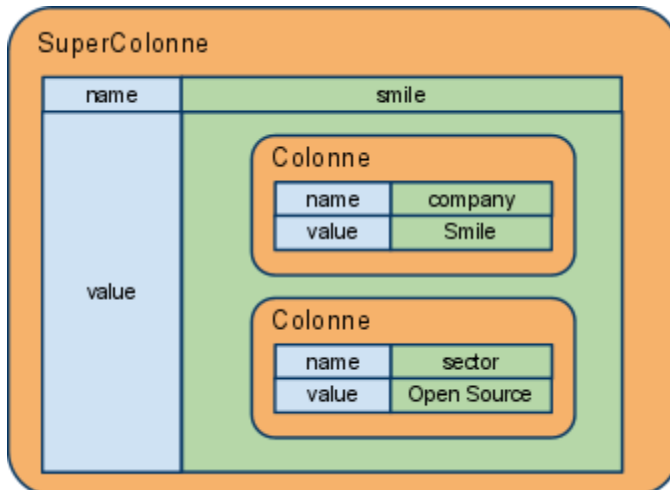 SuperColonne
name smile
value
Colonne
name company
value Smile
Colonne
name sector
value Open Source